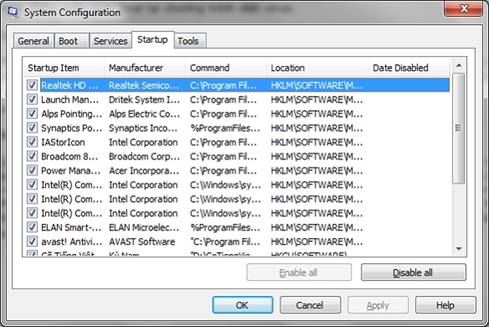 System Configuration
General Boot Services Startup Tools
Startup Item Manufacturer Command Location Date Disabled
Realtek HD ... Realtek Semico... C:\Program Fil... HKLM\SOFTWARE\M...
Launch Man... Dritek System I... C:\Program Fil... HKLM\SOFTWARE\M...
Alps Pointing... Alps Electric Co... C:\Program Fil... HKLM\SOFTWARE\M...
Synaptics Po... Synaptics Inco... %ProgramFiles... HKLM\SOFTWARE\M...
IAStorIcon Intel Corporation C:\Program Fil... HKLM\SOFTWARE\M...
Broadcom 8... Broadcom Corp... C:\Program Fil... HKLM\SOFTWARE\M...
Power Mana... Acer Incorpora... C:\Program Fil... HKLM\SOFTWARE\M...
Intel(R) Com... Intel Corporation C:\Windows\sy... HKLM\SOFTWARE\M...
Intel(R) Com... Intel Corporation C:\Windows\sy... HKLM\SOFTWARE\M...
Intel(R) Com... Intel Corporation C:\Windows\sy... HKLM\SOFTWARE\M...
ELAN Smart-... ELAN Microelec... %ProgramFiles... HKLM\SOFTWARE\M...
avast! Antivi... AVAST Software "C:\Program Fil... HKLM\SOFTWARE\M...
Gõ Tiếng Việt Kỳ Nam HKLM\SOFTWARE\M...
Enable all Disable all
OK Cancel Apply Help